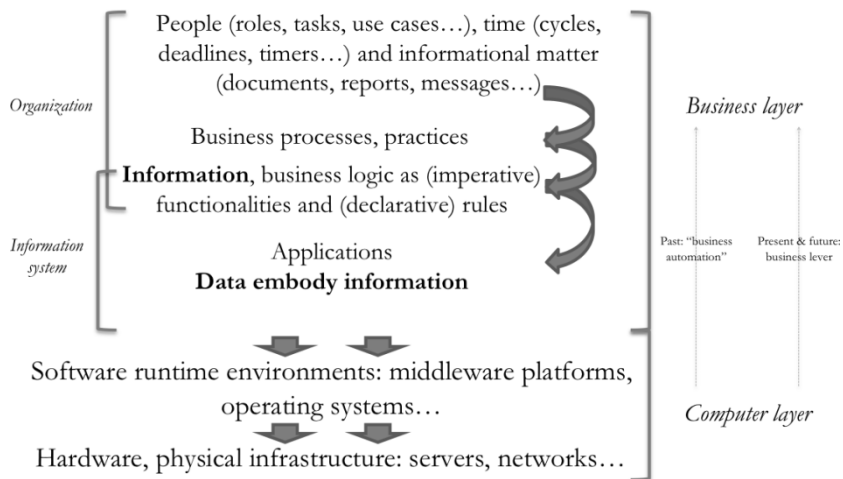 People (roles, tasks, use cases…), time (cycles,
deadlines, timers…) and informational matter
(documents, reports, messages…)
Organization
Business layer
Business processes, practices
Information, business logic as (imperative)
functionalities and (declarative) rules
Information
system
Applications
Data embody information
Past: “business
automation”
Present & future:
business lever
Software runtime environments: middleware platforms,
operating systems…
Computer layer
Hardware, physical infrastructure: servers, networks…